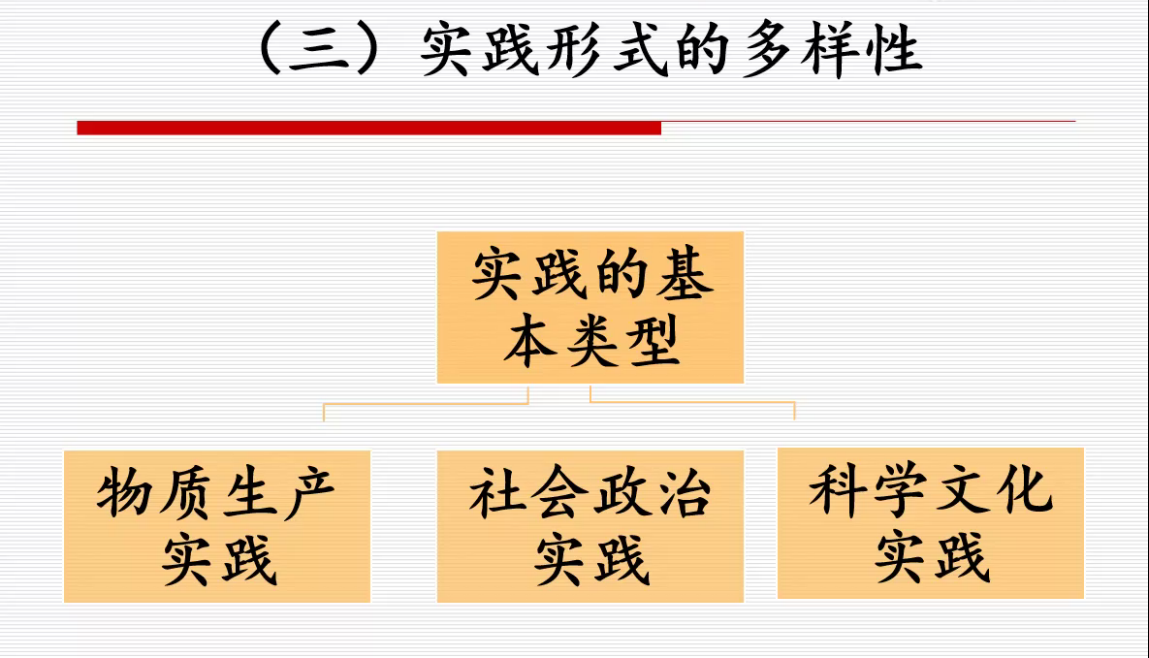 （三）实践形式的多样性
实践的基
本类型
物质生产
实践
社会政治
实践
科学文化
实践